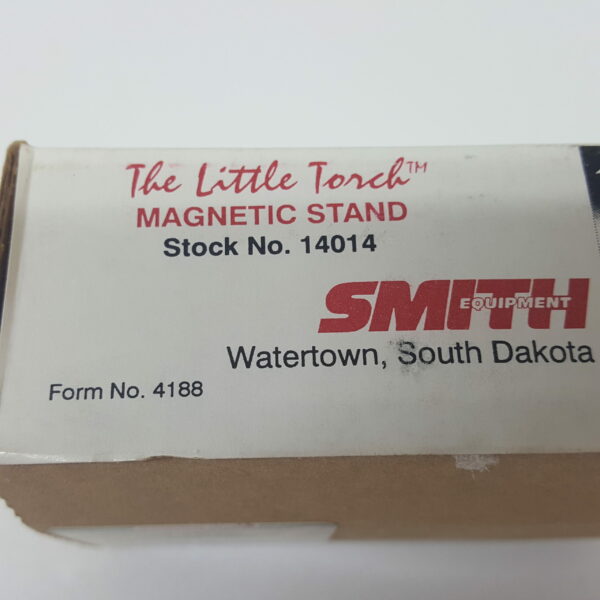 The Little Torch™
MAGNETIC STAND
Stock No. 14014
SMITH
EQUIPMENT
Watertown, South Dakota
Form No. 4188